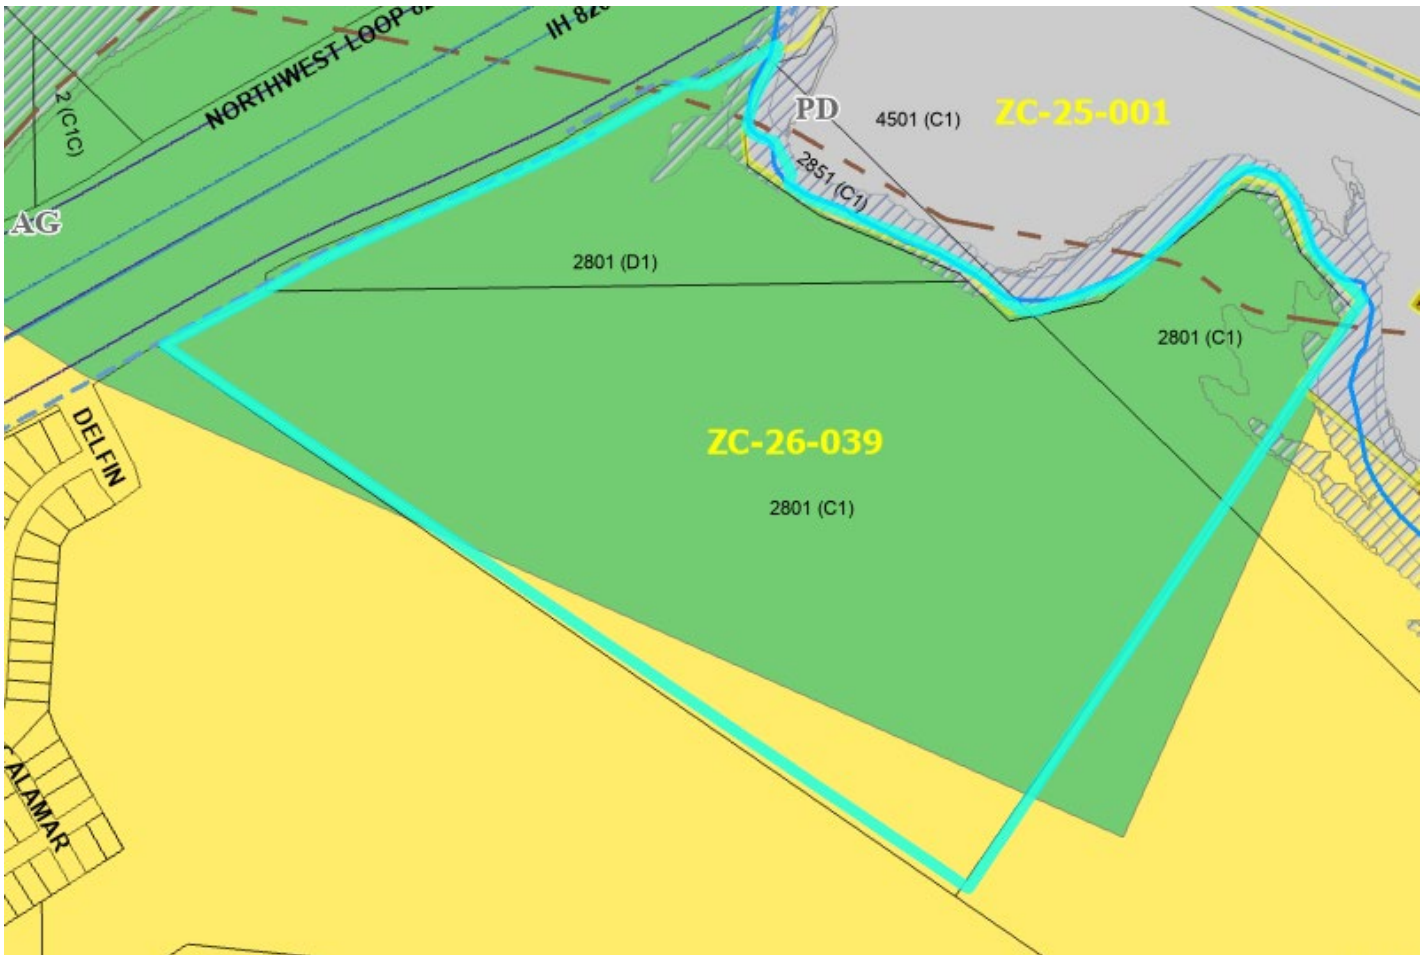 NORTHWEST LOOP
IH 820
2 (C1C)
PD
4501 (C1)
ZC-25-001
2851 (C1)
AG
2801 (D1)
2801 (C1)
DELFIN
ZC-26-039
2801 (C1)
ALAMAR